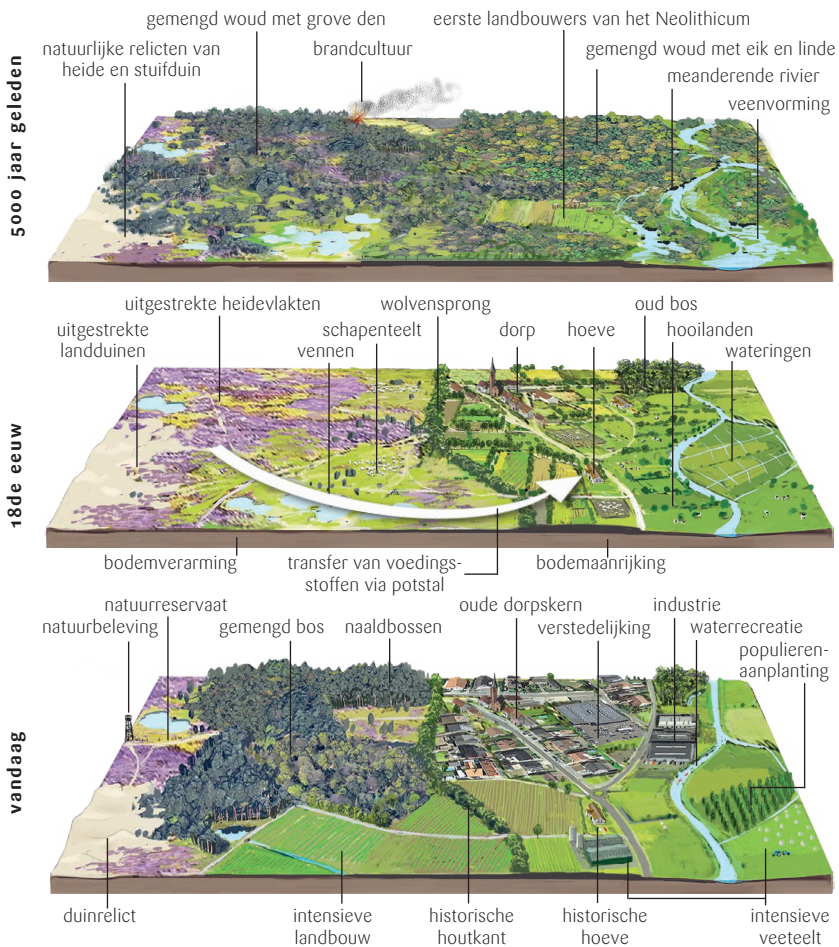 5000 jaar geleden
gemengd woud met grove den
eerste landbouwers van het Neolithicum
natuurlijke relicten van
heide en stuifduin
brandcultuur
gemengd woud met eik en linde
meanderende rivier
veenvorming
18de eeuw
uitgestrekte heidevlakten
wolvensprong
oud bos
uitgestrekte
landduinen
schapenteelt
vennen
dorp
hoeve
hooilanden
wateringen
bodemverarming
transfer van voedings-
stoffen via potstal
bodemaanrijking
vandaag
natuurreservaat
natuurbeleving
gemengd bos
naaldbossen
oude dorpskern
verstedelijking
industrie
waterrecreatie
populieren-
aanplanting
duinrelict
intensieve
landbouw
historische
houtkant
historische
hoeve
intensieve
veeteelt